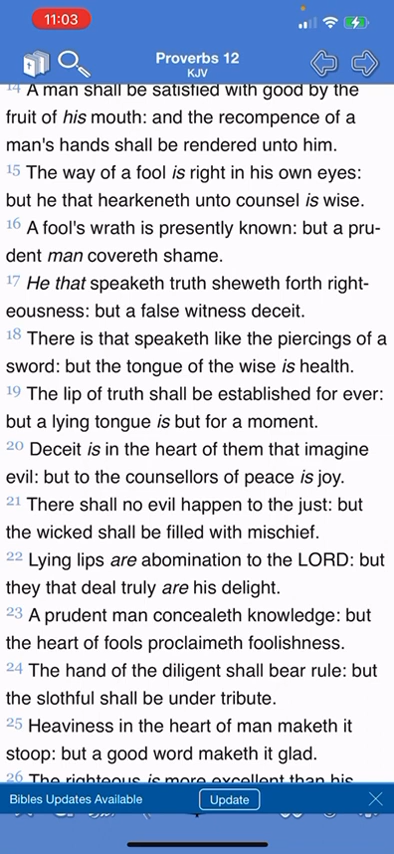 11:03
Proverbs 12
KJV
14 A man shall be satisfied with good by the
fruit of his mouth: and the recompence of a
man's hands shall be rendered unto him.
15 The way of a fool is right in his own eyes:
but he that hearkeneth unto counsel is wise.
16 A fool's wrath is presently known: but a pru-
dent man covereth shame.
17 He that speaketh truth sheweth forth right-
eousness: but a false witness deceit.
18 There is that speaketh like the piercings of a
sword: but the tongue of the wise is health.
19 The lip of truth shall be established for ever:
but a lying tongue is but for a moment.
20 Deceit is in the heart of them that imagine
evil: but to the counsellors of peace is joy.
21 There shall no evil happen to the just: but
the wicked shall be filled with mischief.
22 Lying lips are abomination to the LORD: but
they that deal truly are his delight.
23 A prudent man concealeth knowledge: but
the heart of fools proclaimeth foolishness.
24 The hand of the diligent shall bear rule: but
the slothful shall be under tribute.
25 Heaviness in the heart of man maketh it
stoop: but a good word maketh it glad.
26 The righteous is more excellent than his
Bibles Updates Available
Update